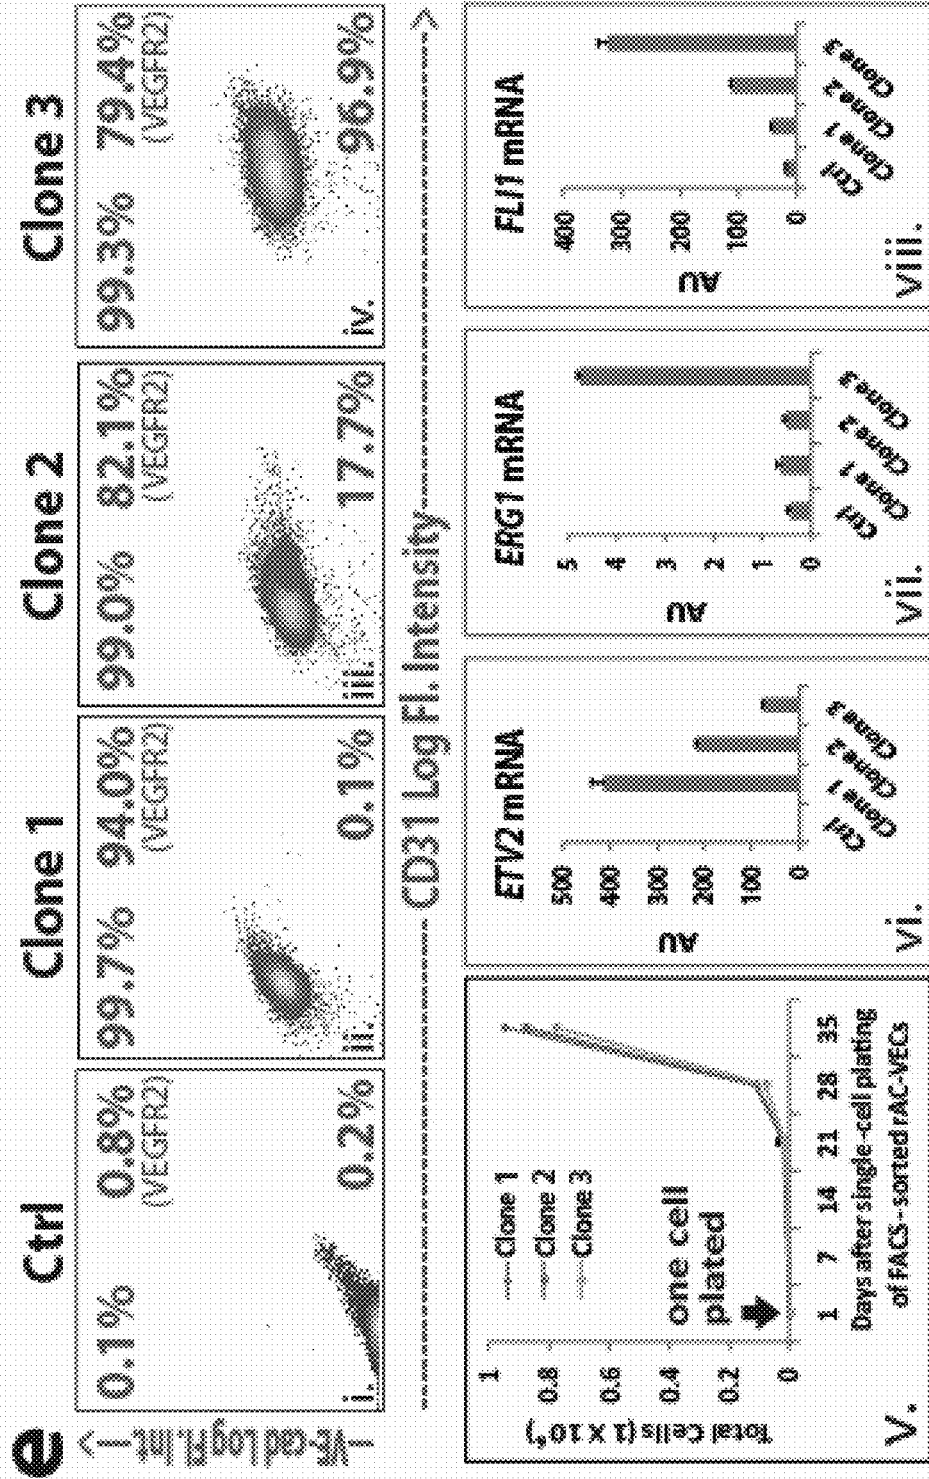 e
Ctrl
Clone 1
Clone 2
Clone 3
VE-cad Log Fl. Int
0.1% 0.8%
(VEGFR2)
0.2%
i.
99.7% 94.0%
(VEGFR2)
0.1%
ii.
99.0% 82.1%
(VEGFR2)
17.7%
iii.
99.3% 79.4%
(VEGFR2)
96.9%
iv.
CD31 Log Fl. Intensity
Total Cells (1 X 10
1
0.8
0.6
0.4
0.2
0
Clone 1
Clone 2
Clone 3
one cell
plated
1 7 14 21 28 35
Days after single-cell plating
of FACS-sorted rAC-VECs
v.
ETV2 mRNA
AU
500
400
300
200
100
0
Ctrl
Clone 1
Clone 2
Clone 3
vi.
ERG1 mRNA
AU
5
4
3
2
1
0
Ctrl
Clone 1
Clone 2
Clone 3
vii.
FLI1 mRNA
AU
400
300
200
100
0
Ctrl
Clone 1
Clone 2
Clone 3
viii.